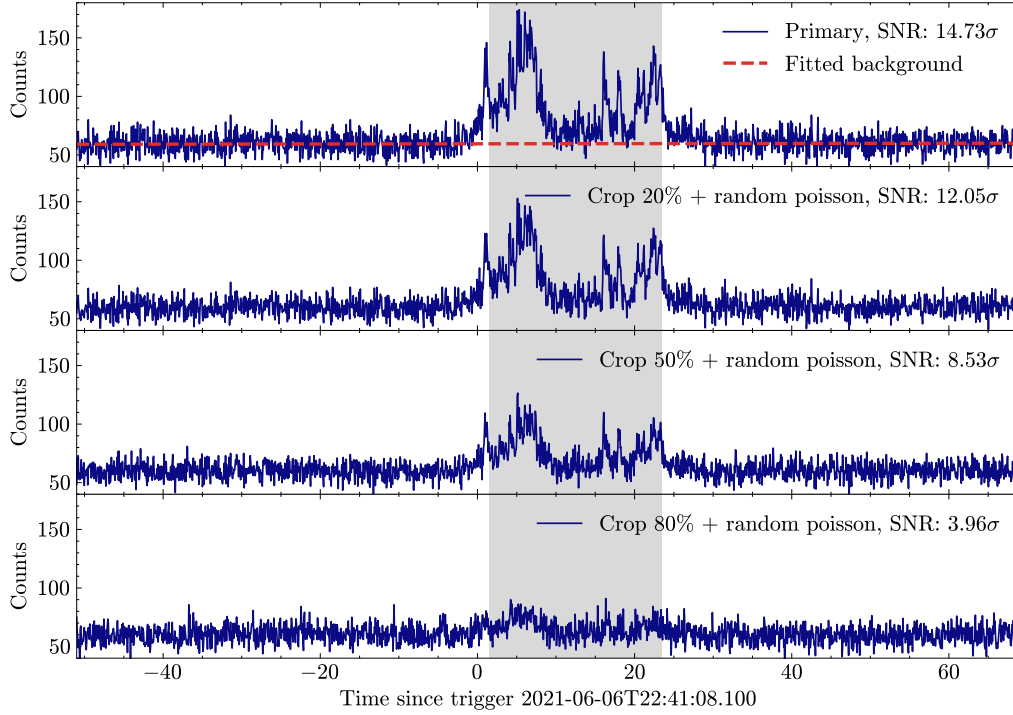 150
100
50
Counts
Primary, SNR: 14.73σ
Fitted background
150
100
50
Counts
Crop 20% + random poisson, SNR: 12.05σ
150
100
50
Counts
Crop 50% + random poisson, SNR: 8.53σ
150
100
50
Counts
Crop 80% + random poisson, SNR: 3.96σ
−40 −20 0 20 40 60
Time since trigger 2021-06-06T22:41:08.100